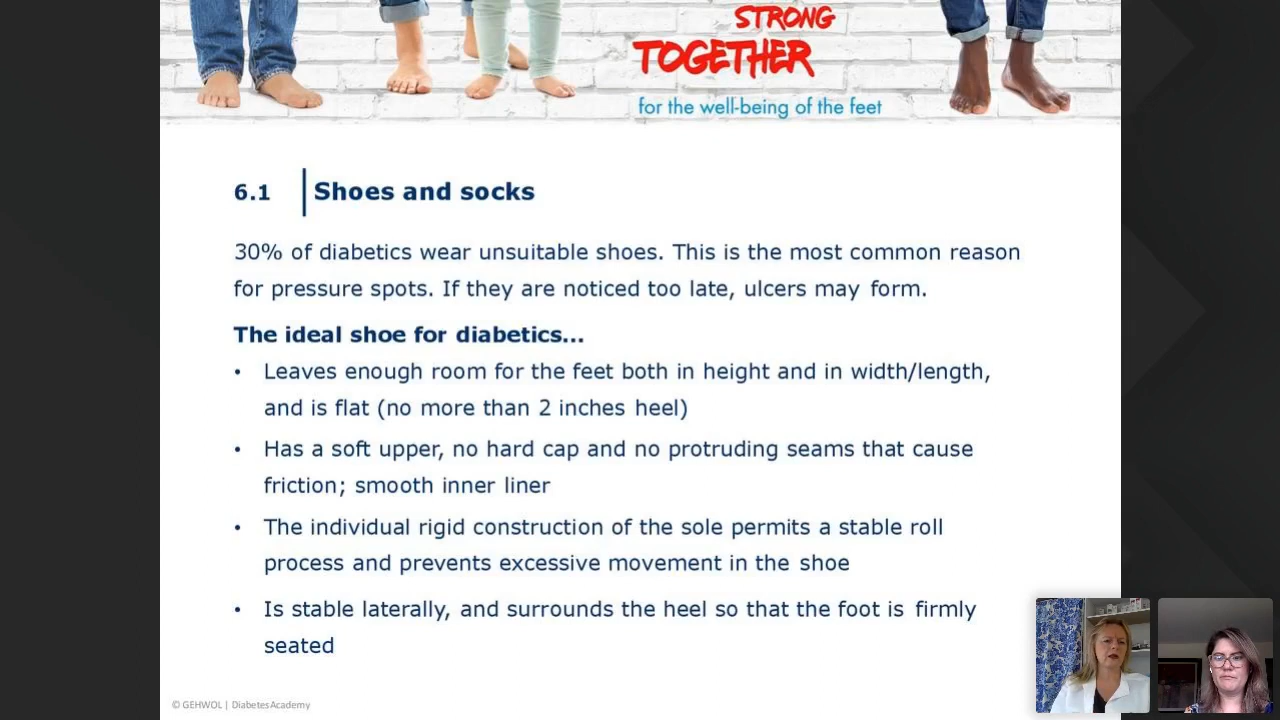 STRONG
TOGETHER
for the well-being of the feet
6.1 Shoes and socks
30% of diabetics wear unsuitable shoes. This is the most common reason
for pressure spots. If they are noticed too late, ulcers may form.
The ideal shoe for diabetics...
• Leaves enough room for the feet both in height and in width/length,
and is flat (no more than 2 inches heel)
• Has a soft upper, no hard cap and no protruding seams that cause
friction; smooth inner liner
• The individual rigid construction of the sole permits a stable roll
process and prevents excessive movement in the shoe
• Is stable laterally, and surrounds the heel so that the foot is firmly
seated
© GEHWOL | DiabetesAcademy